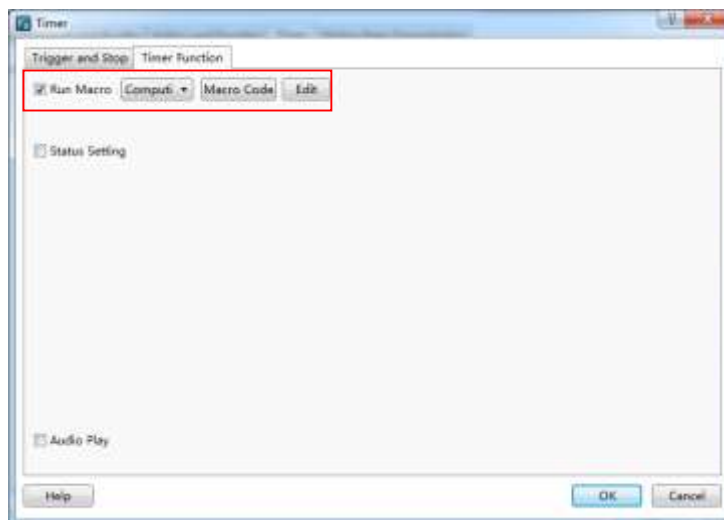 Timer
Trigger and Stop Timer Function
Run Macro Computi Macro Code Edit
Status Setting
Audio Play
Help OK Cancel